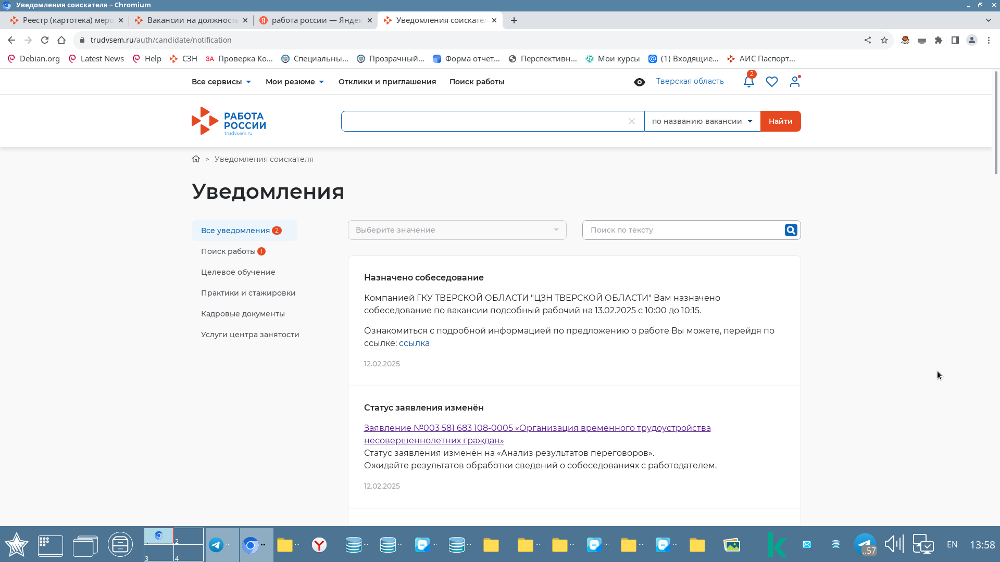 Уведомления соискателя – Chromium
Реестр (картотека) меро
Вакансии на должность
работа россии — Яндек
Уведомления соискател
trudvsem.ru/auth/candidate/notification
Debian.org
Latest News
Help
СЗН
ЗА Проверка Ко...
Специальны...
Прозрачный...
Форма отчет...
Перспективн...
Мои курсы
(1) Входящие...
АИС Паспорт...
Все сервисы
Мои резюме
Отклики и приглашения
Поиск работы
Тверская область
2
РАБОТА
РОССИИ
trudvsem.ru
по названию вакансии
Найти
> Уведомления соискателя
Уведомления
Все уведомления 2
Поиск работы 1
Целевое обучение
Практики и стажировки
Кадровые документы
Услуги центра занятости
Выберите значение
Поиск по тексту
Назначено собеседование
Компанией ГКУ ТВЕРСКОЙ ОБЛАСТИ "ЦЗН ТВЕРСКОЙ ОБЛАСТИ" Вам назначено
собеседование по вакансии подсобный рабочий на 13.02.2025 с 10:00 до 10:15.
Ознакомиться с подробной информацией по предложению о работе Вы можете, перейдя по
ссылке: ссылка
12.02.2025
Статус заявления изменён
Заявление №003 581 683 108-0005 «Организация временного трудоустройства
несовершеннолетних граждан»
Статус заявления изменён на «Анализ результатов переговоров».
Ожидайте результатов обработки сведений о собеседованиях с работодателем.
12.02.2025
2
3
4
..57
EN
13:58